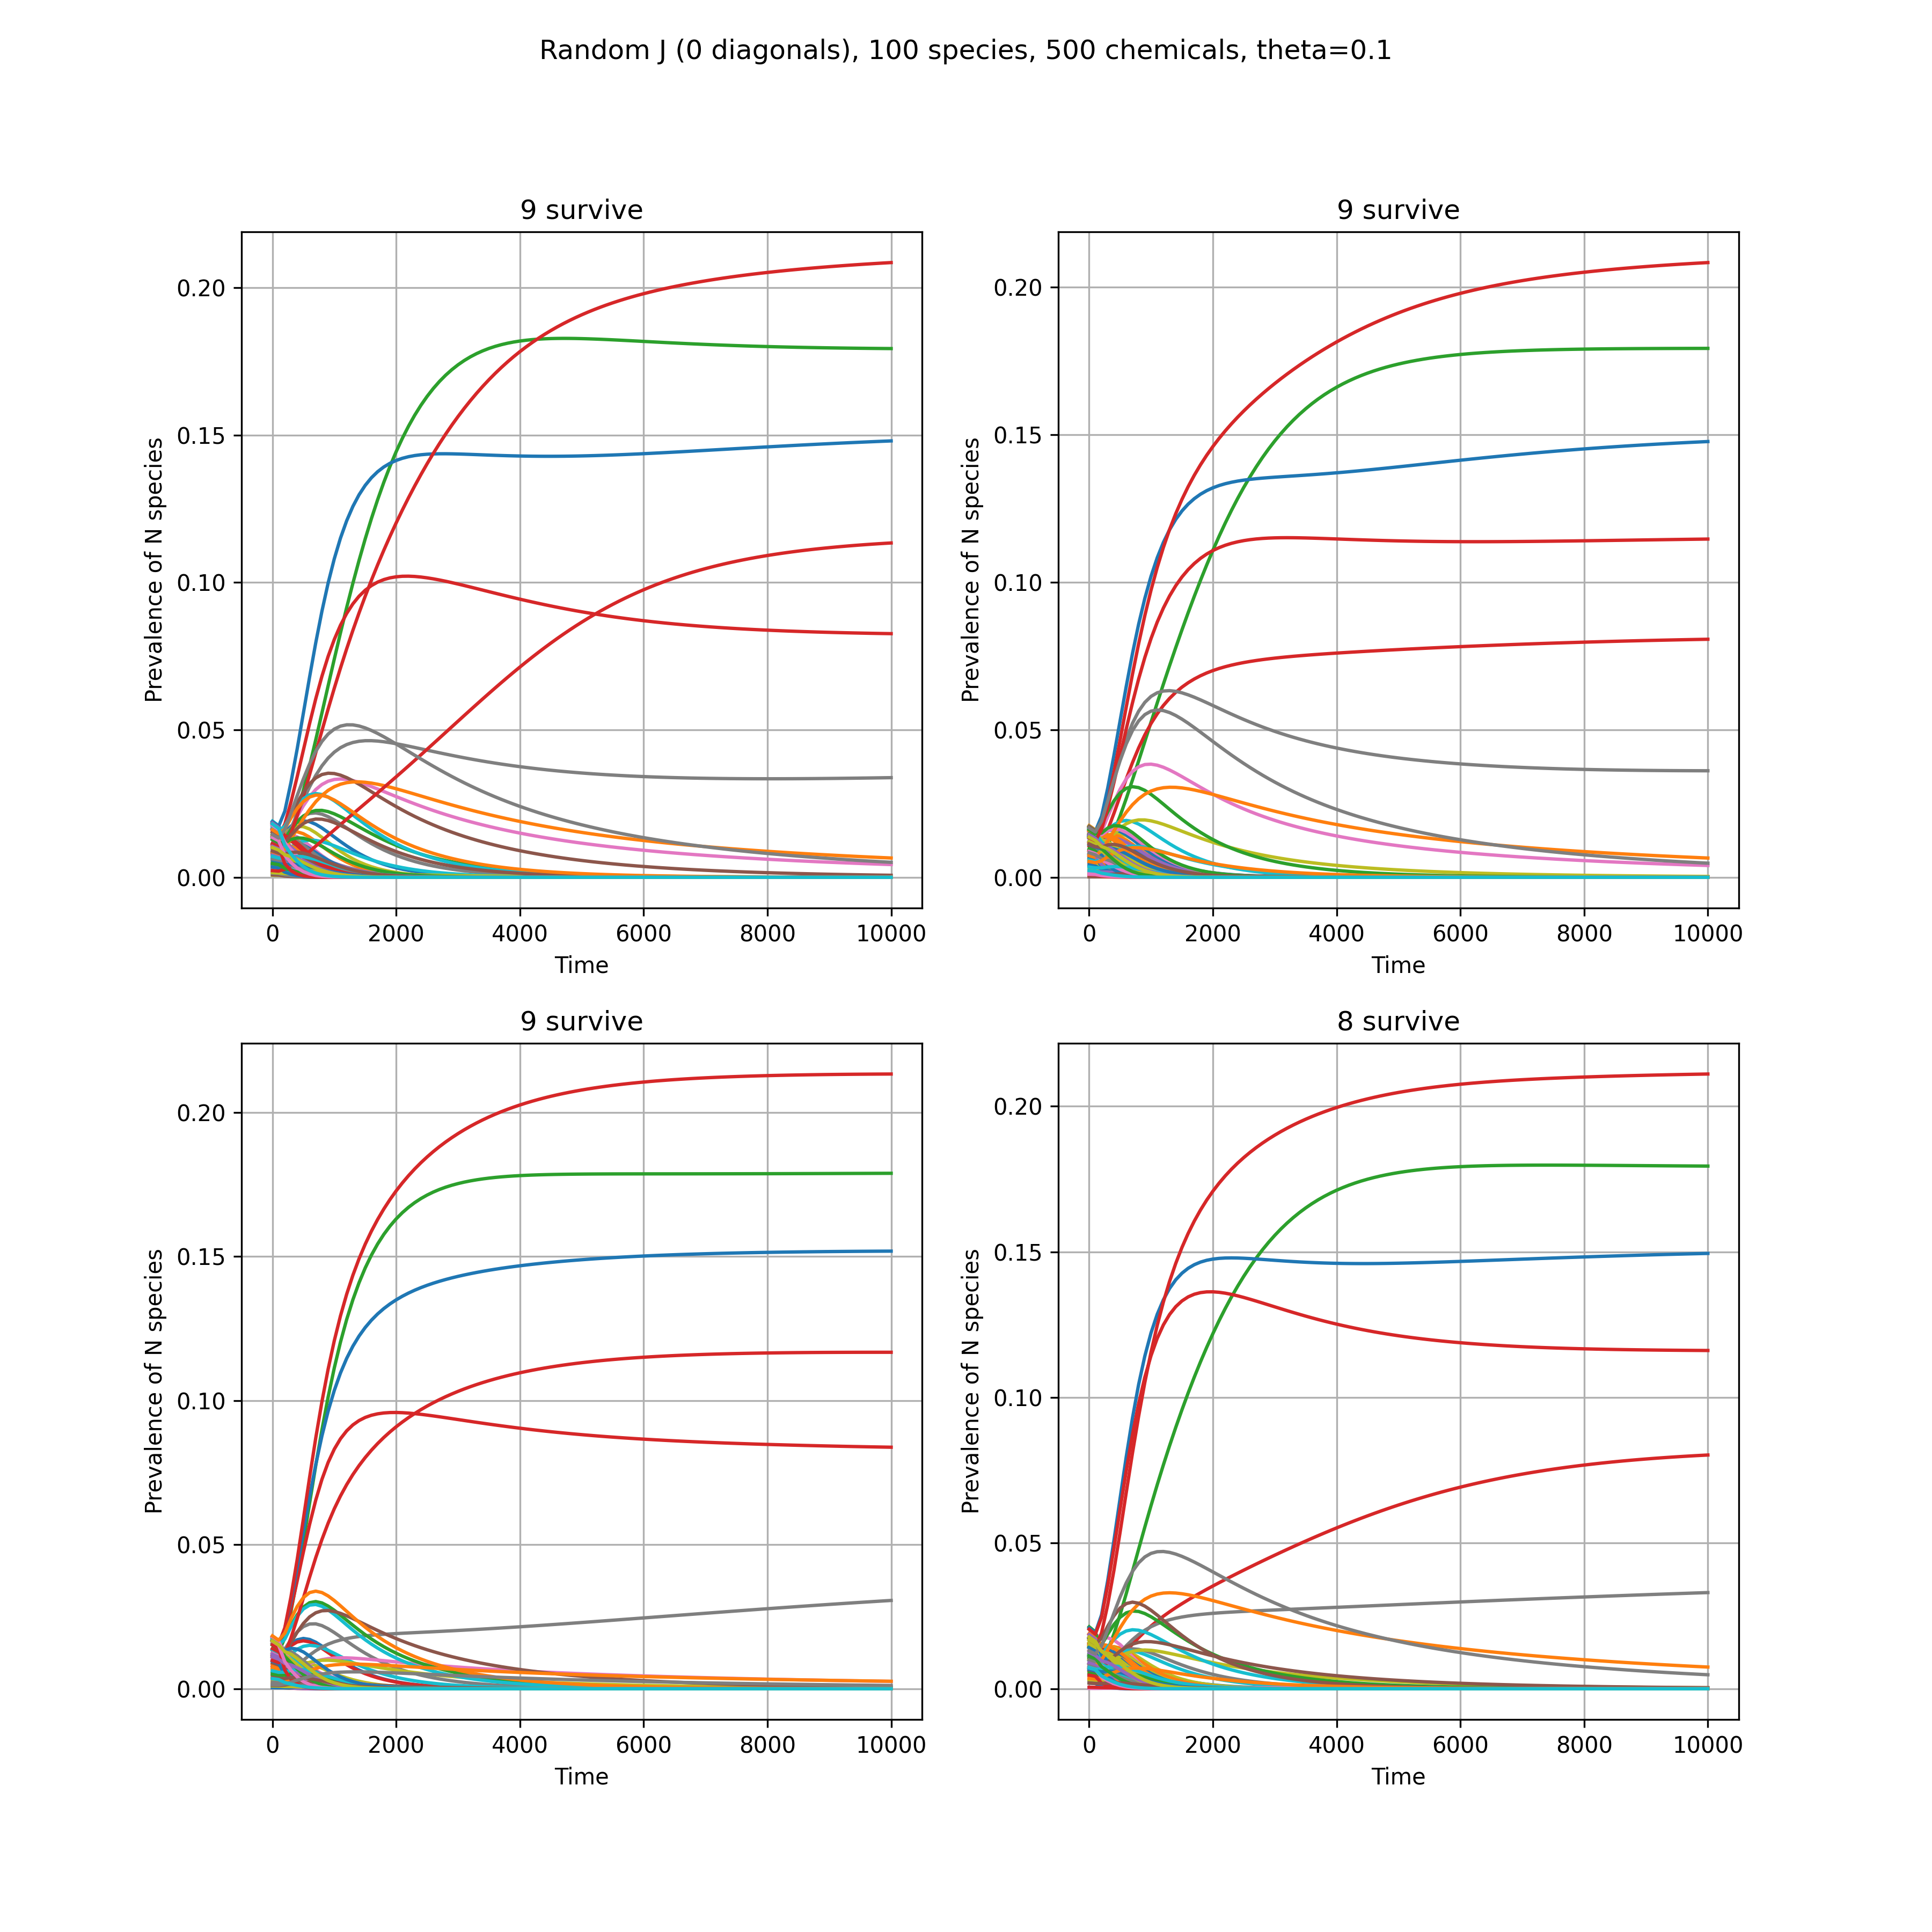 Random J (0 diagonals), 100 species, 500 chemicals, theta=0.1
9 survive
Prevalence of N species
0.20
0.15
0.10
0.05
0.00
0 2000 4000 6000 8000 10000
Time
9 survive
Prevalence of N species
0.20
0.15
0.10
0.05
0.00
0 2000 4000 6000 8000 10000
Time
9 survive
Prevalence of N species
0.20
0.15
0.10
0.05
0.00
0 2000 4000 6000 8000 10000
Time
8 survive
Prevalence of N species
0.20
0.15
0.10
0.05
0.00
0 2000 4000 6000 8000 10000
Time